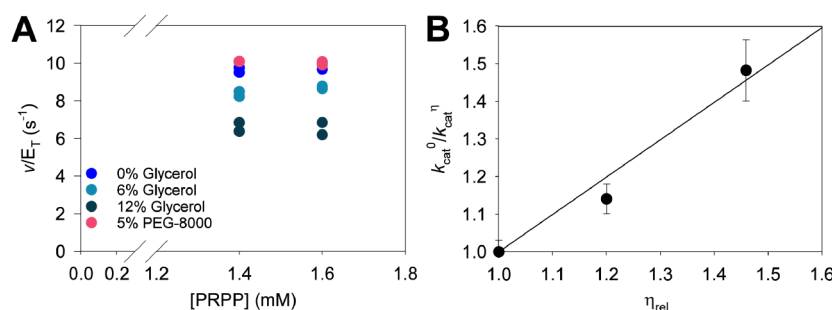 A
12
10
8
6
4
2
0
v/E_T (s⁻¹)
0% Glycerol
6% Glycerol
12% Glycerol
5% PEG-8000
0.0 0.2 1.2 1.4 1.6 1.8
[PRPP] (mM)
B
1.6
1.5
1.4
1.3
1.2
1.1
1.0
k_cat⁰/k_cat^η
1.0 1.1 1.2 1.3 1.4 1.5 1.6
η_rel